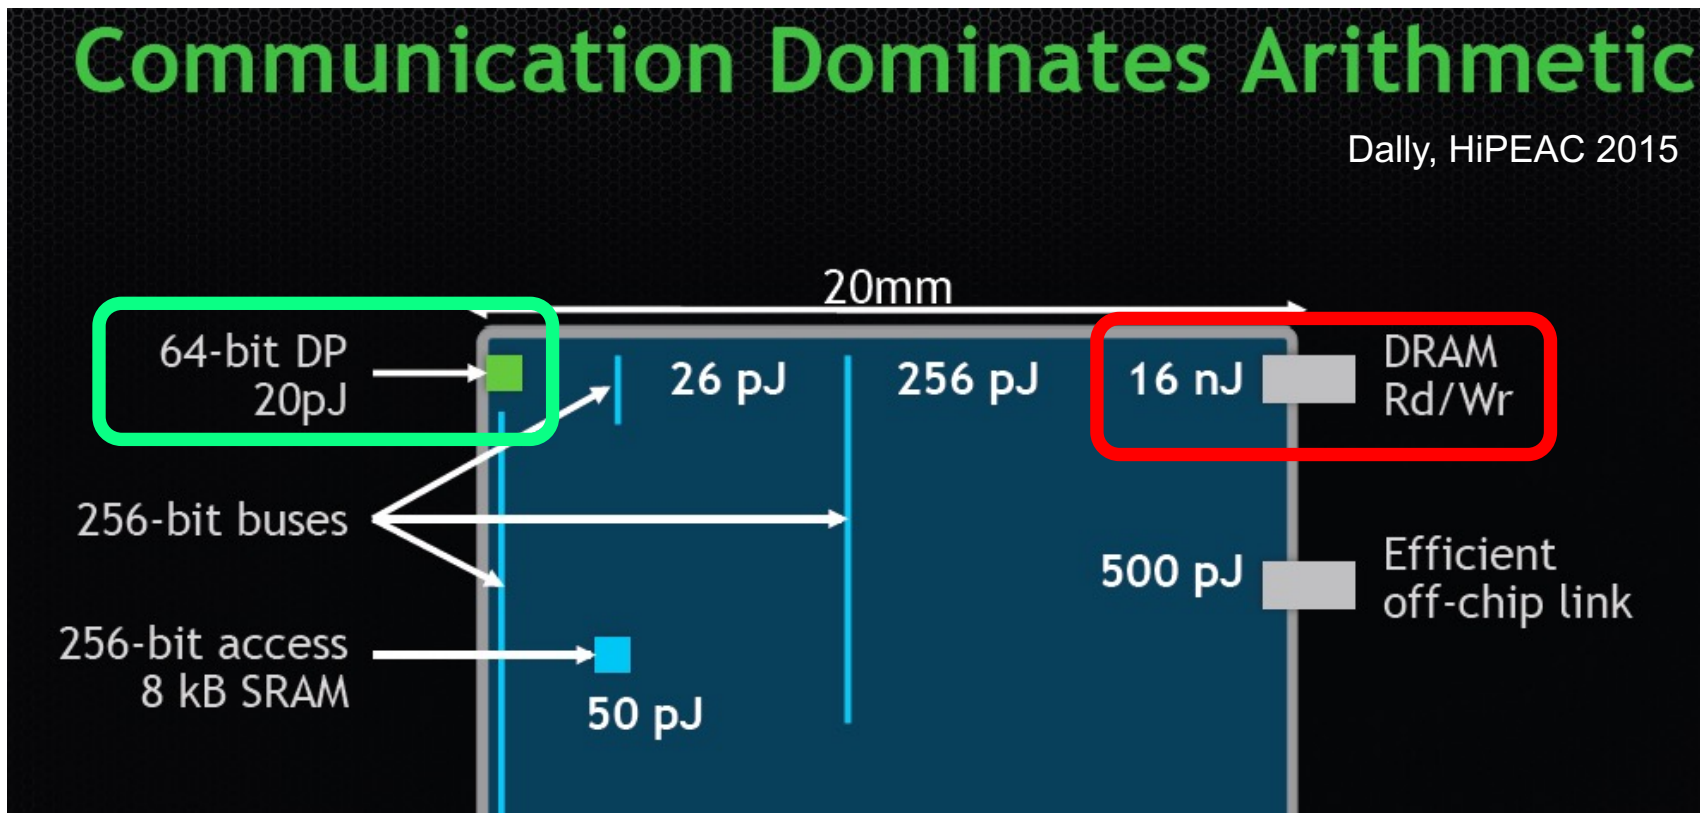 Communication Dominates Arithmetic
Dally, HiPEAC 2015
20mm
64-bit DP
20pJ
26 pJ
256 pJ
16 nJ
DRAM
Rd/Wr
256-bit buses
500 pJ
Efficient
off-chip link
256-bit access
8 kB SRAM
50 pJ